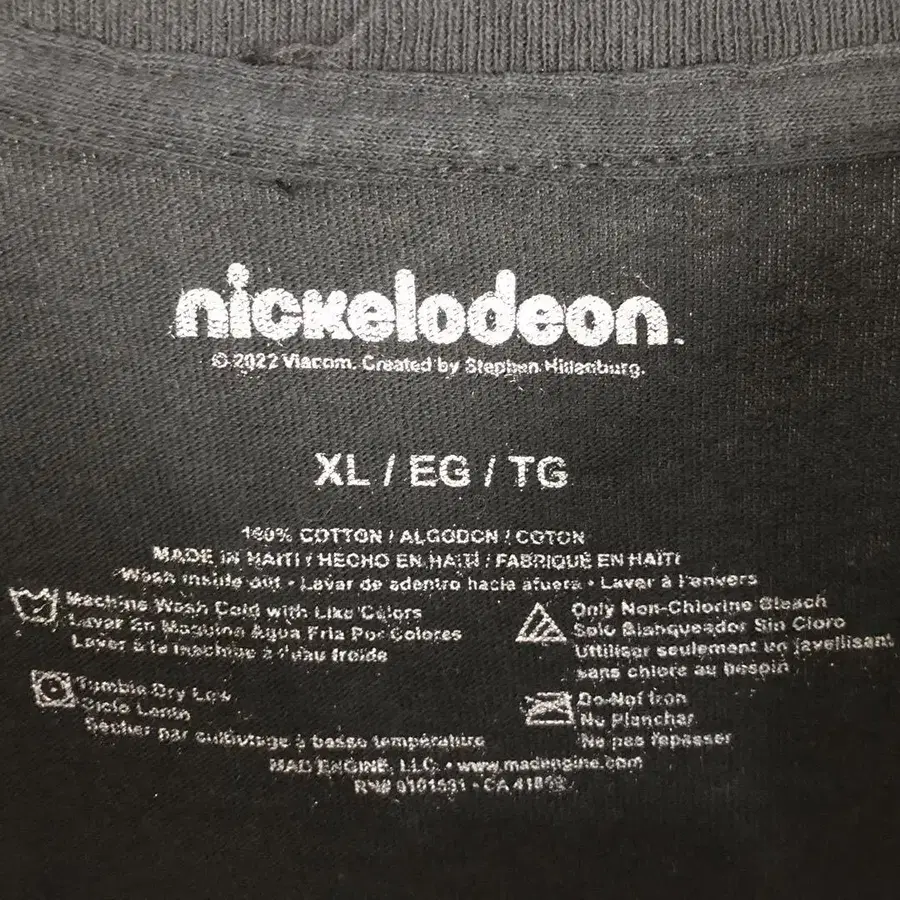 nickelodeon
© 2022 Viacom. Created by Stephen Hillenburg.
XL / EG / TG
100% COTTON / ALGODON / COTON
MADE IN HAITI / HECHO EN HAITI / FABRIQUÉ EN HAÏTI
Wash inside out • Lavar de adentro hacia afuera • Laver à l'envers
Machine Wash Cold with Like Colors
Lavar En Maquina Agua Fria Por Colores
Laver à la machine à l'eau froide
Only Non-Chlorine Bleach
Solo Blanqueador Sin Cloro
Utiliser seulement un javellisant
sans chlore au besoin
Tumble Dry Low
Ciclo Lento
Sécher par culbutage à basse température
Do Not Iron
No Planchar
Ne pas repasser
MAD ENGINE, LLC. • www.madengine.com
RN#